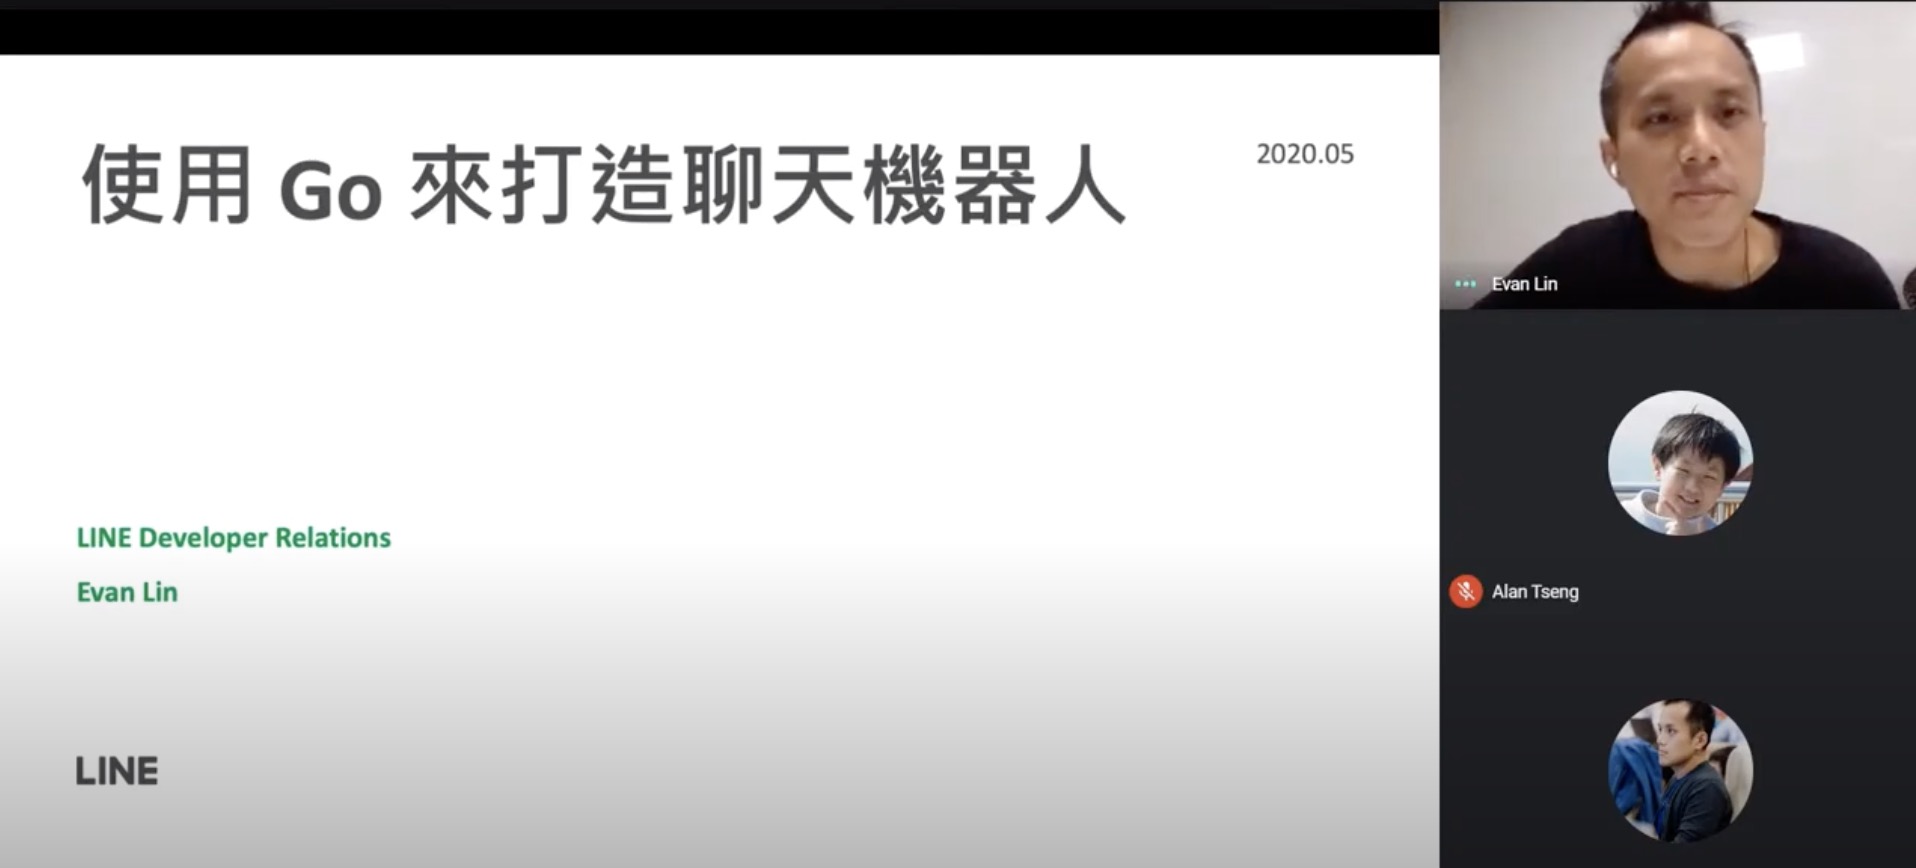 使用 Go 來打造聊天機器人
2020.05
LINE Developer Relations
Evan Lin
LINE
Evan Lin
Alan Tseng